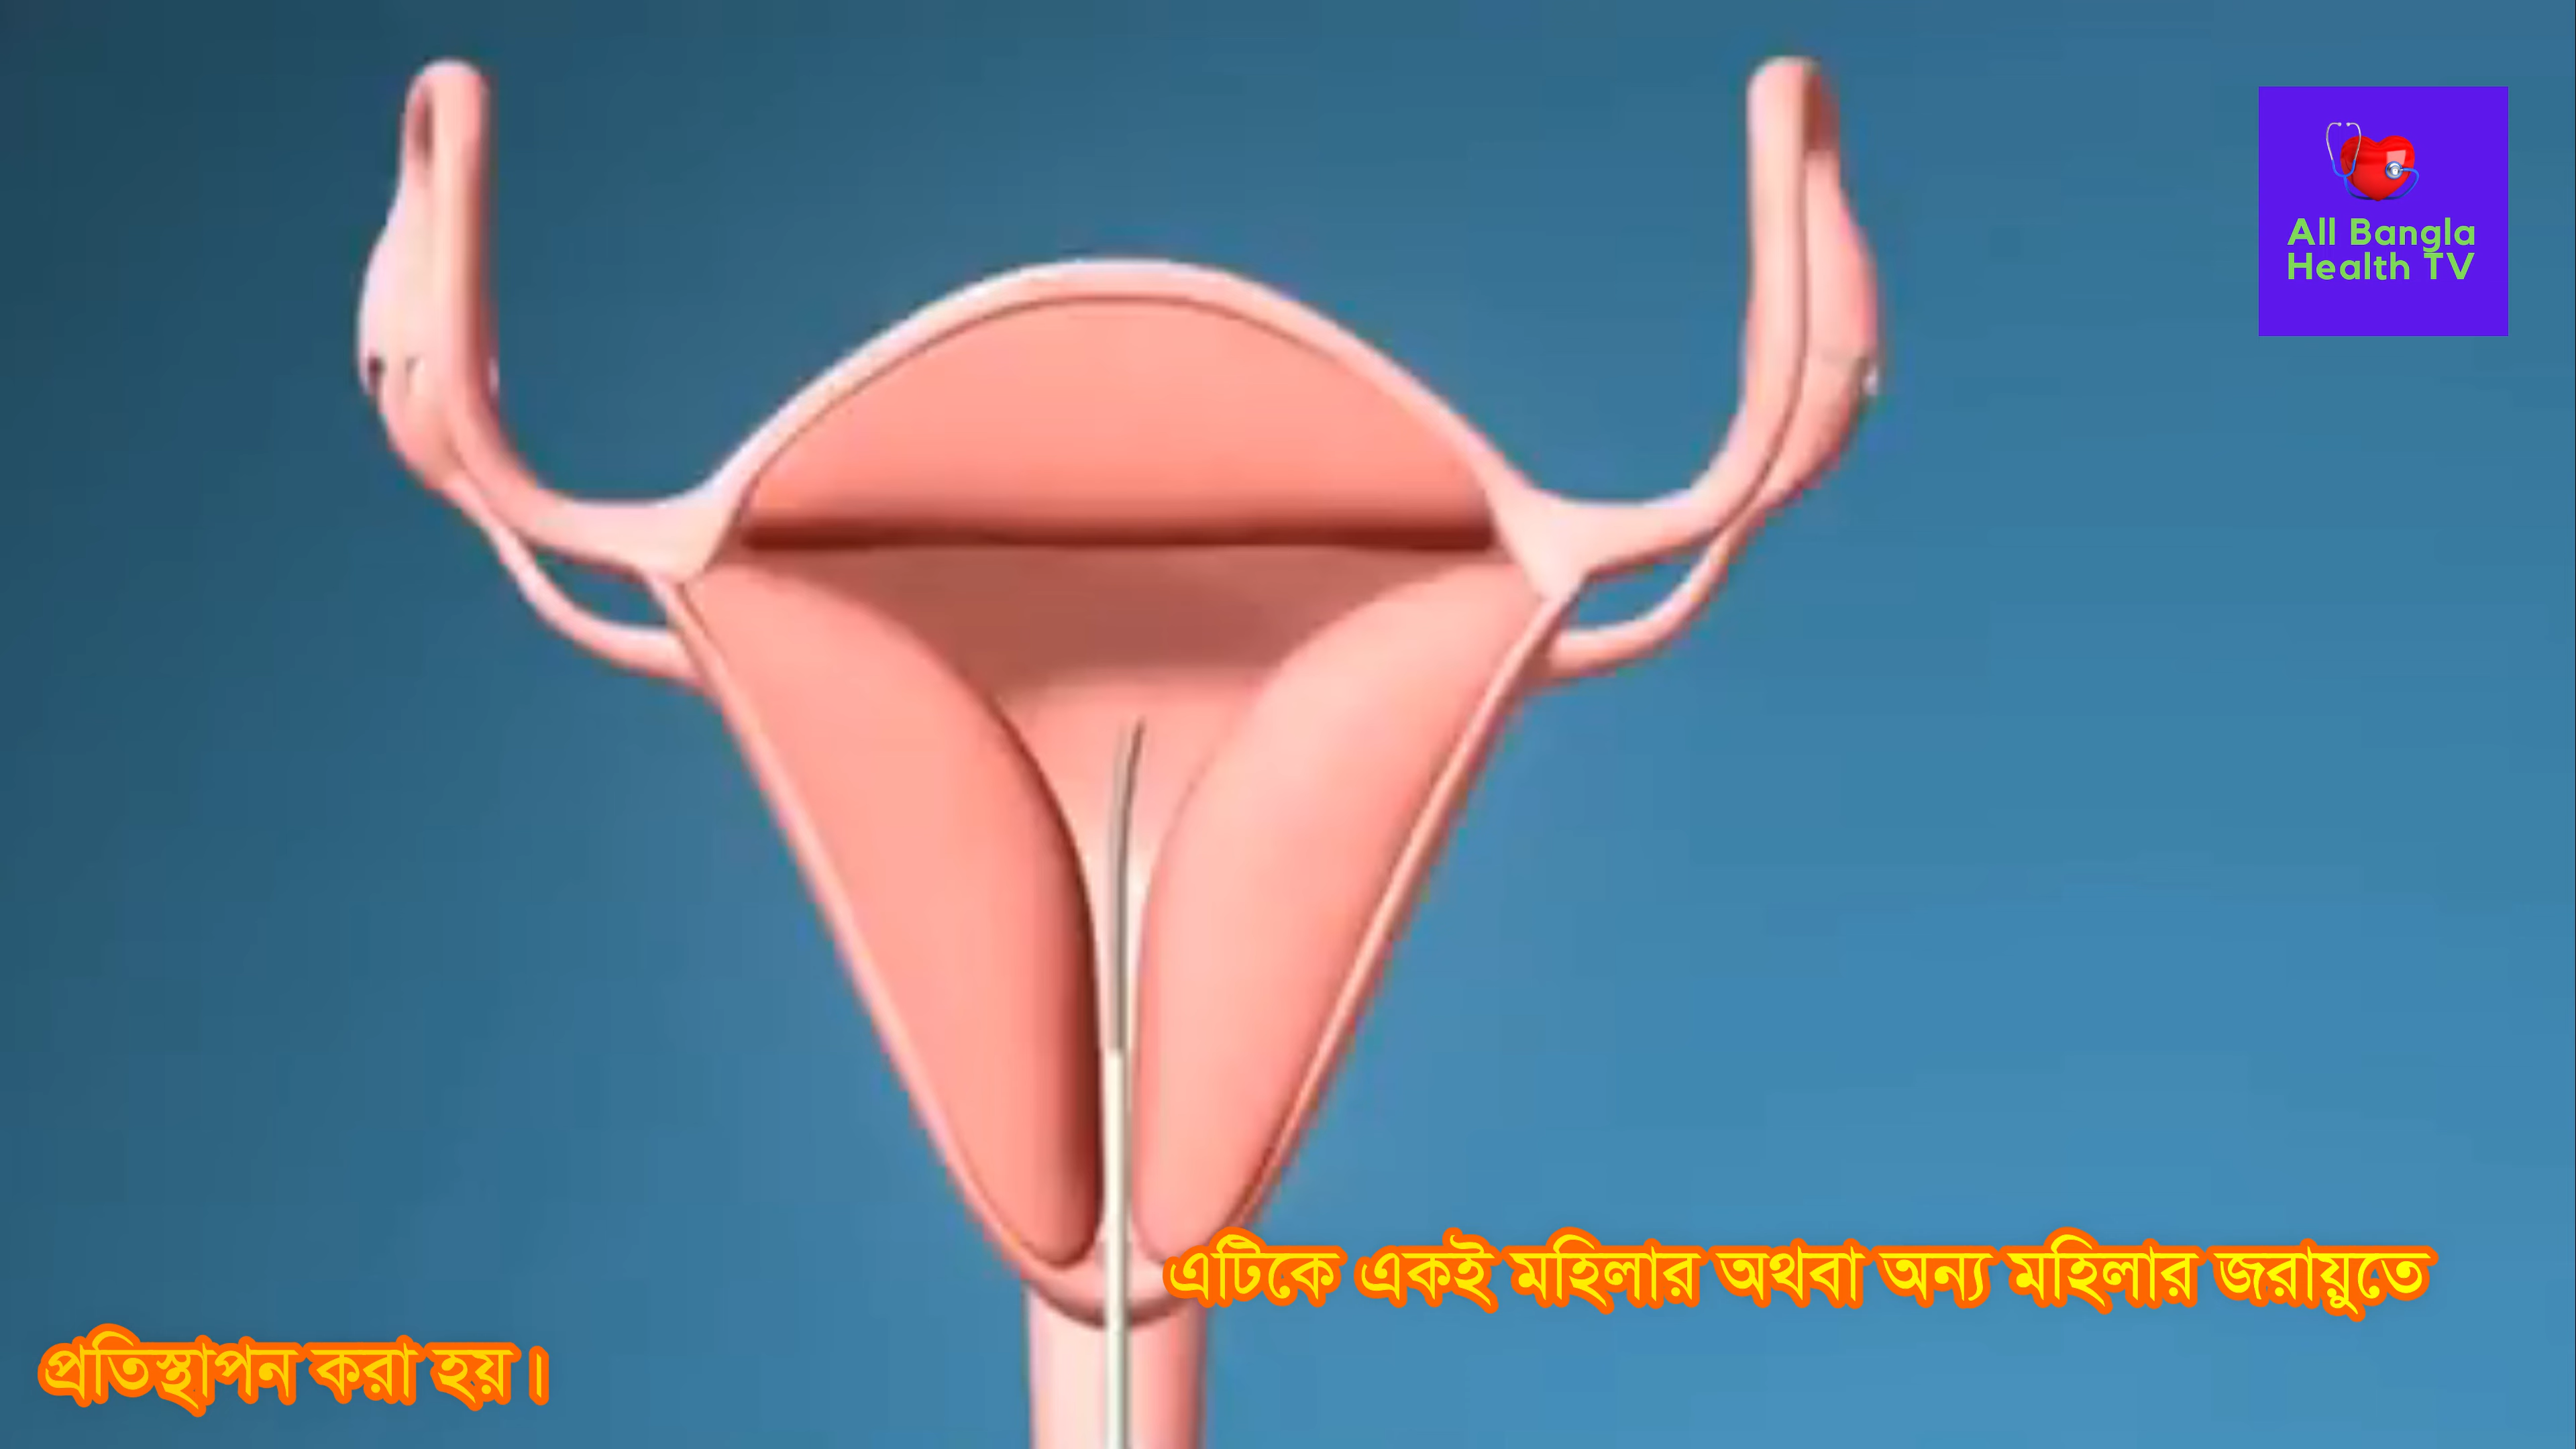 All Bangla
Health TV
এটিকে একই মহিলার অথবা অন্য মহিলার জরায়ুতে
প্রতিস্থাপন করা হয়।